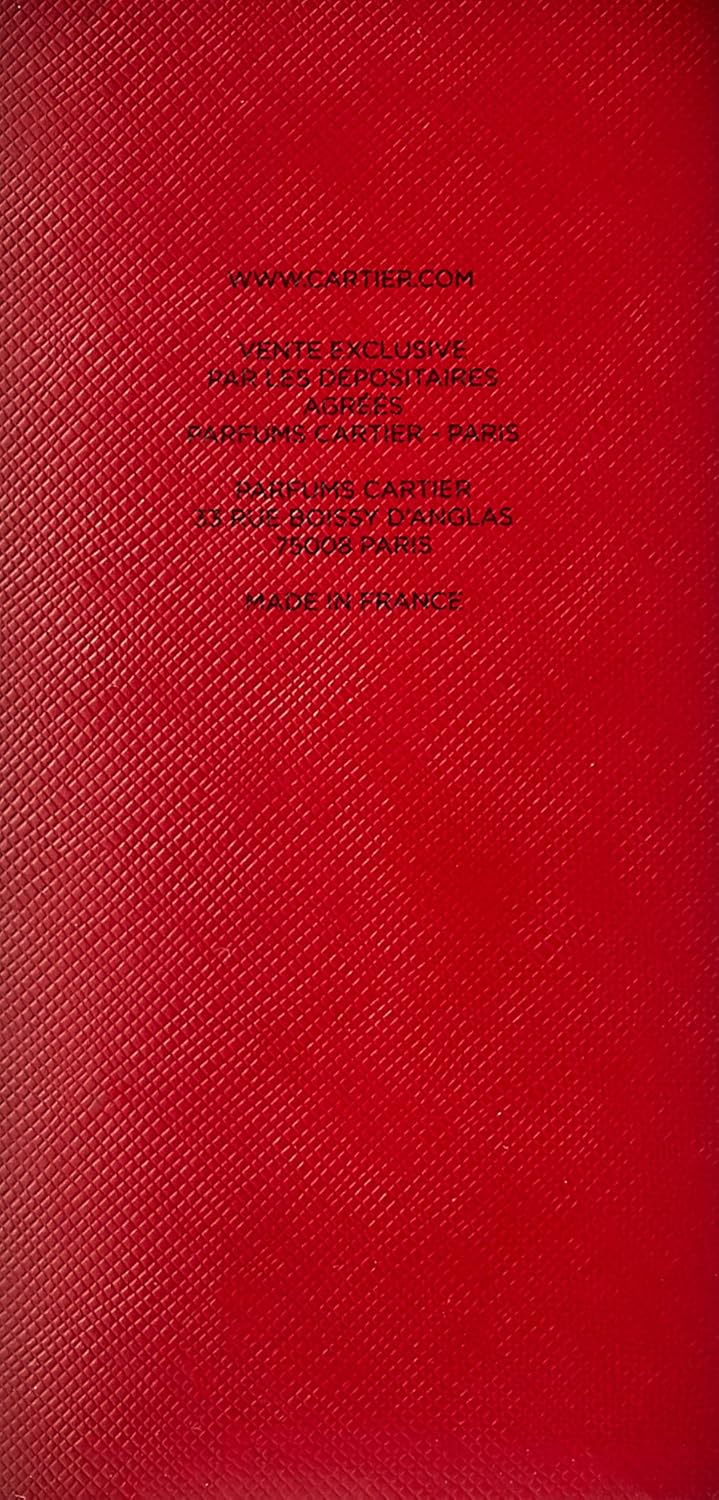 WWW.CARTIER.COM
VENTE EXCLUSIVE
PAR LES DÉPOSITAIRES
AGRÉÉS
PARFUMS CARTIER - PARIS
PARFUMS CARTIER
33 RUE BOISSY D'ANGLAS
75008 PARIS
MADE IN FRANCE